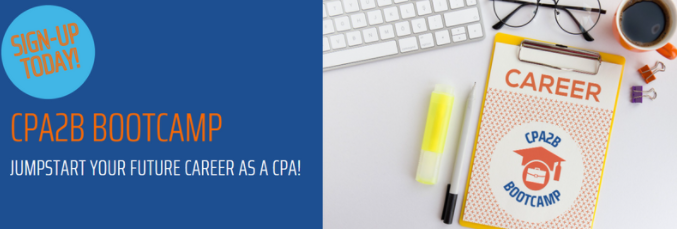 SIGN-UP
TODAY!
CPA2B BOOTCAMP
JUMPSTART YOUR FUTURE CAREER AS A CPA!
CAREER
CPA2B
BOOTCAMP